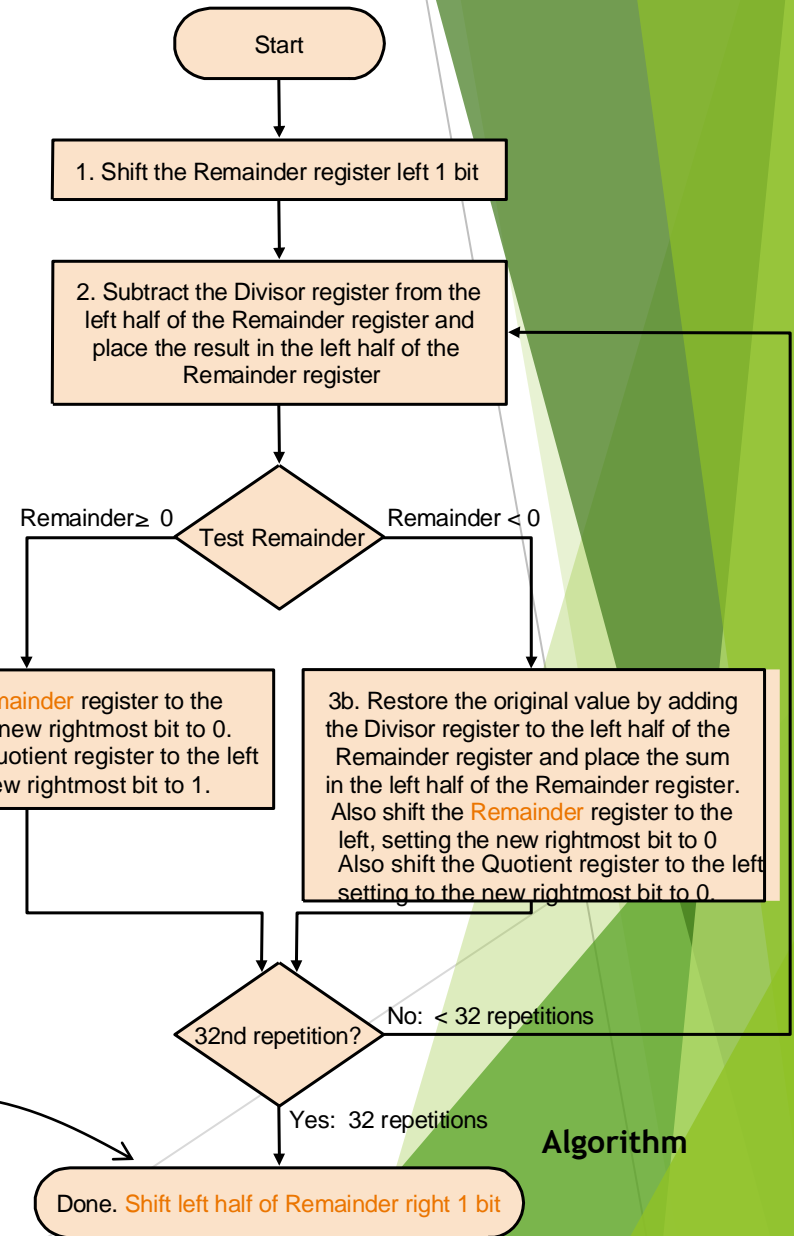 Start
1. Shift the Remainder register left 1 bit
2. Subtract the Divisor register from the
left half of the Remainder register and
place the result in the left half of the
Remainder register
Remainder≥ 0
Test Remainder
Remainder < 0
register to the
new rightmost bit to 0.
register to the left
rightmost bit to 1.
3b. Restore the original value by adding
the Divisor register to the left half of the
Remainder register and place the sum
in the left half of the Remainder register.
Also shift the Remainder register to the
left, setting the new rightmost bit to 0
Also shift the Quotient register to the left
setting to the new rightmost bit to 0.
32nd repetition?
No: < 32 repetitions
Yes: 32 repetitions
Algorithm
Done. Shift left half of Remainder right 1 bit